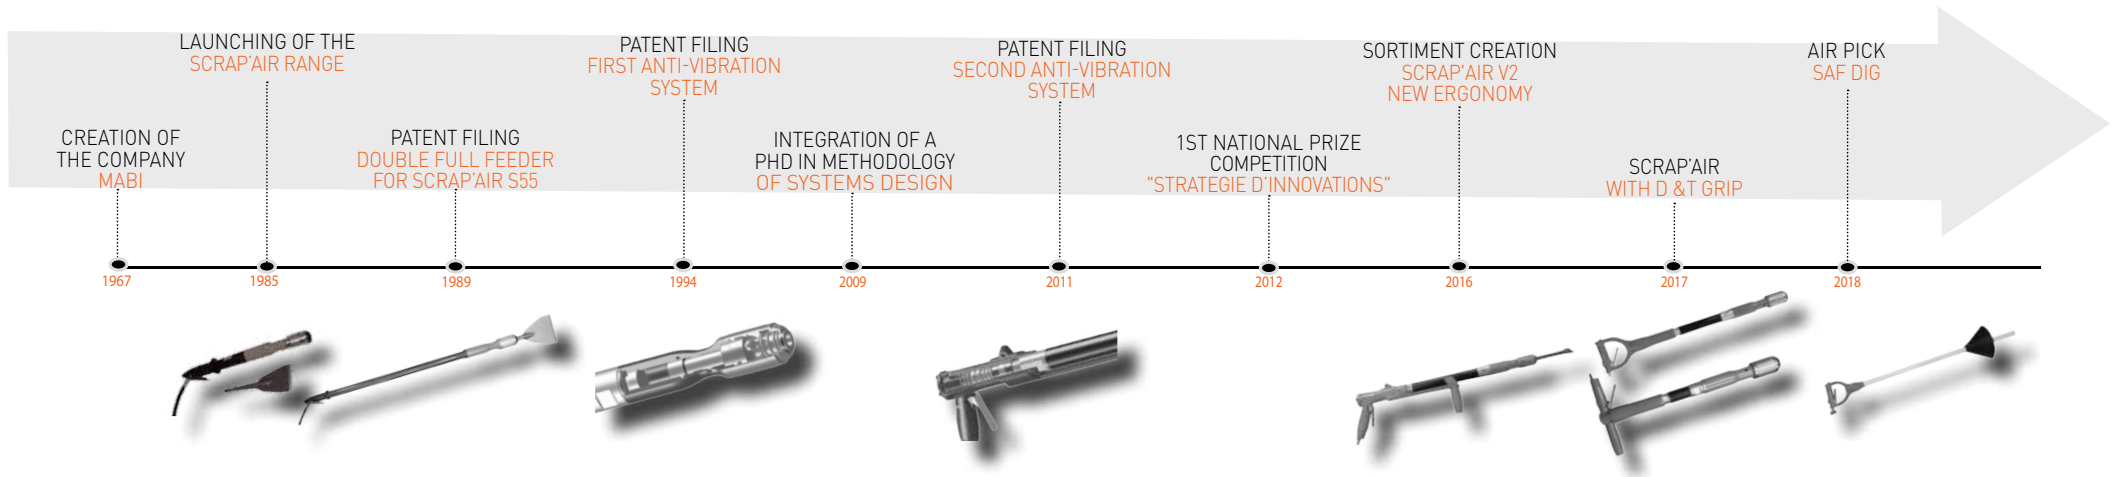 CREATION OF
THE COMPANY
MABI
1967
LAUNCHING OF THE
SCRAP'AIR RANGE
1985
PATENT FILING
DOUBLE FULL FEEDER
FOR SCRAP'AIR S55
1989
PATENT FILING
FIRST ANTI-VIBRATION
SYSTEM
1994
INTEGRATION OF A
PHD IN METHODOLOGY
OF SYSTEMS DESIGN
2009
PATENT FILING
SECOND ANTI-VIBRATION
SYSTEM
2011
1ST NATIONAL PRIZE
COMPETITION
"STRATEGIE D'INNOVATIONS"
2012
SORTIMENT CREATION
SCRAP'AIR V2
NEW ERGONOMY
2016
SCRAP'AIR
WITH D &T GRIP
2017
AIR PICK
SAF DIG
2018